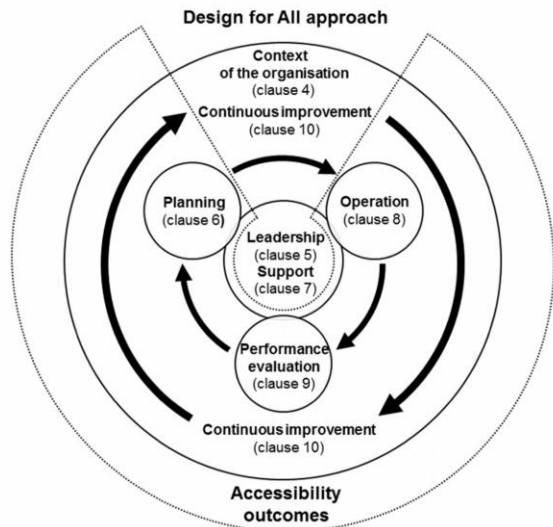 Design for All approach
Context
of the organisation
(clause 4)
Continuous improvement
(clause 10)
Planning
(clause 6)
Operation
(clause 8)
Leadership
(clause 5)
Support
(clause 7)
Performance
evaluation
(clause 9)
Continuous improvement
(clause 10)
Accessibility
outcomes